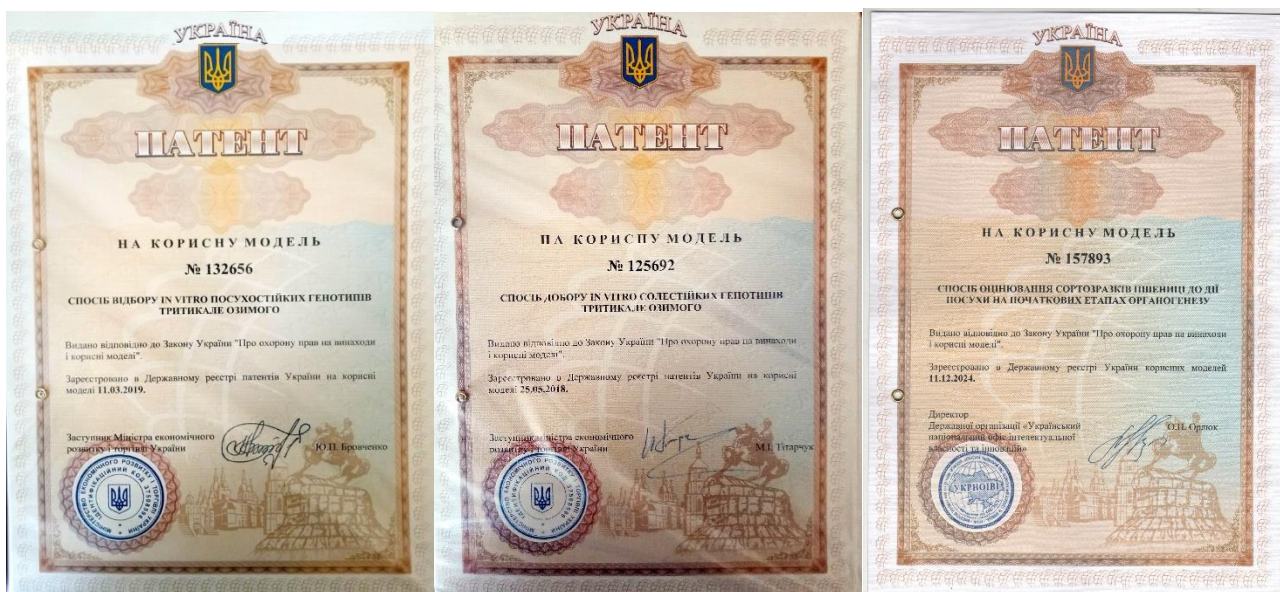 УКРАЇНА
ПАТЕНТ
НА КОРИСНУ МОДЕЛЬ
№ 132656
СПОСІБ ВІДБОРУ IN VITRO ПОСУХОСТІЙКИХ ГЕНОТИПІВ
ТРИТИКАЛЕ ОЗИМОГО
Видано відповідно до Закону України "Про охорону прав на винаходи
і корисні моделі".
Зареєстровано в Державному реєстрі патентів України на корисні
моделі 11.03.2019.
Заступник Міністра економічного
розвитку і торгівлі України
Ю.П. Бровченко
УКРАЇНА
ПАТЕНТ
НА КОРИСНУ МОДЕЛЬ
№ 125692
СПОСІБ ДОБОРУ IN VITRO СОЛЕСТІЙКИХ ГЕНОТИПІВ
ТРИТИКАЛЕ ОЗИМОГО
Видано відповідно до Закону України "Про охорону прав на винаходи
і корисні моделі".
Зареєстровано в Державному реєстрі патентів України на корисні
моделі 25.05.2018.
Заступник Міністра економічного
розвитку і торгівлі України
М.І. Тітарчук
УКРАЇНА
ПАТЕНТ
НА КОРИСНУ МОДЕЛЬ
№ 157893
СПОСІБ ОЦІНЮВАННЯ СОРТОЗРАЗКІВ ПШЕНИЦІ ДО ДІЇ
ПОСУХИ НА ПОЧАТКОВИХ ЕТАПАХ ОРГАНОГЕНЕЗУ
Видано відповідно до Закону України "Про охорону прав на винаходи
і корисні моделі".
Зареєстровано в Державному реєстрі України корисних моделей
11.12.2024.
Директор
Державної організації «Український
національний офіс інтелектуальної
власності та інновацій»
О.П. Орлюк
УКРНОІВІ